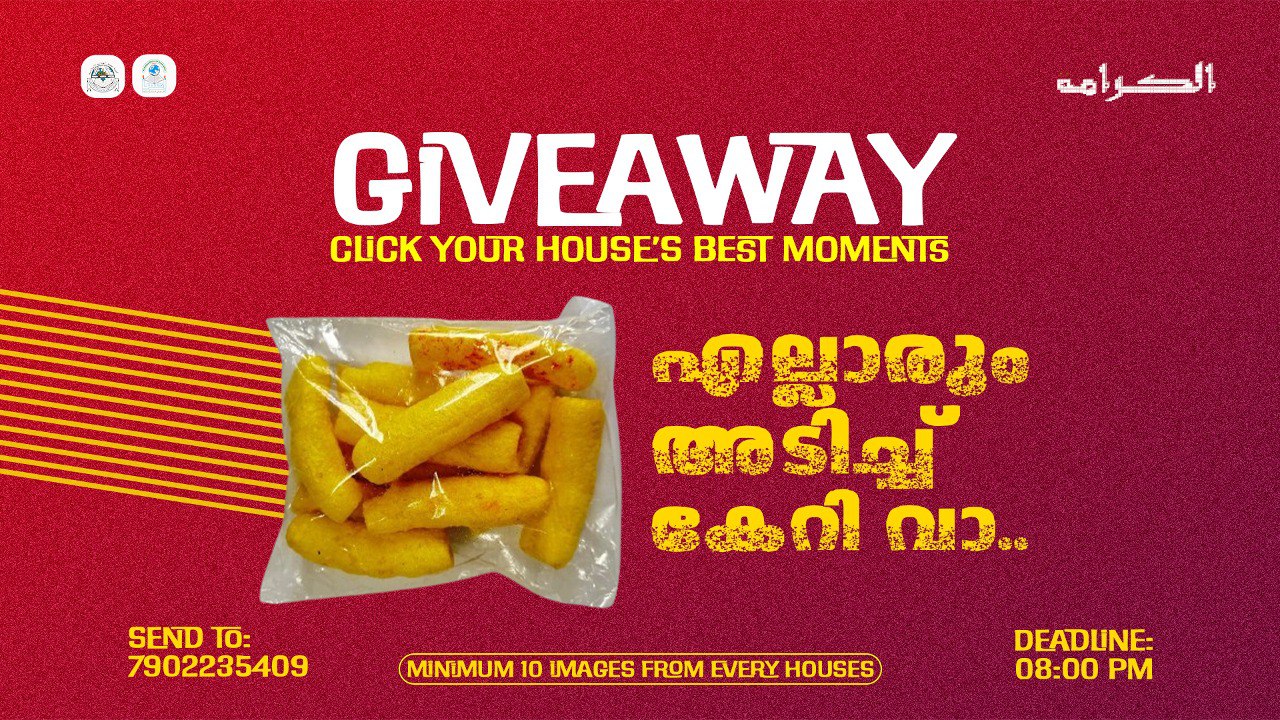 الكرامه
GIVEAWAY
CLICK YOUR HOUSE'S BEST MOMENTS
എല്ലാരും
അടിച്ച്
കേറി വാ..
SEND TO:
7902235409
MINIMUM 10 IMAGES FROM EVERY HOUSES
DEADLINE:
08:00 PM